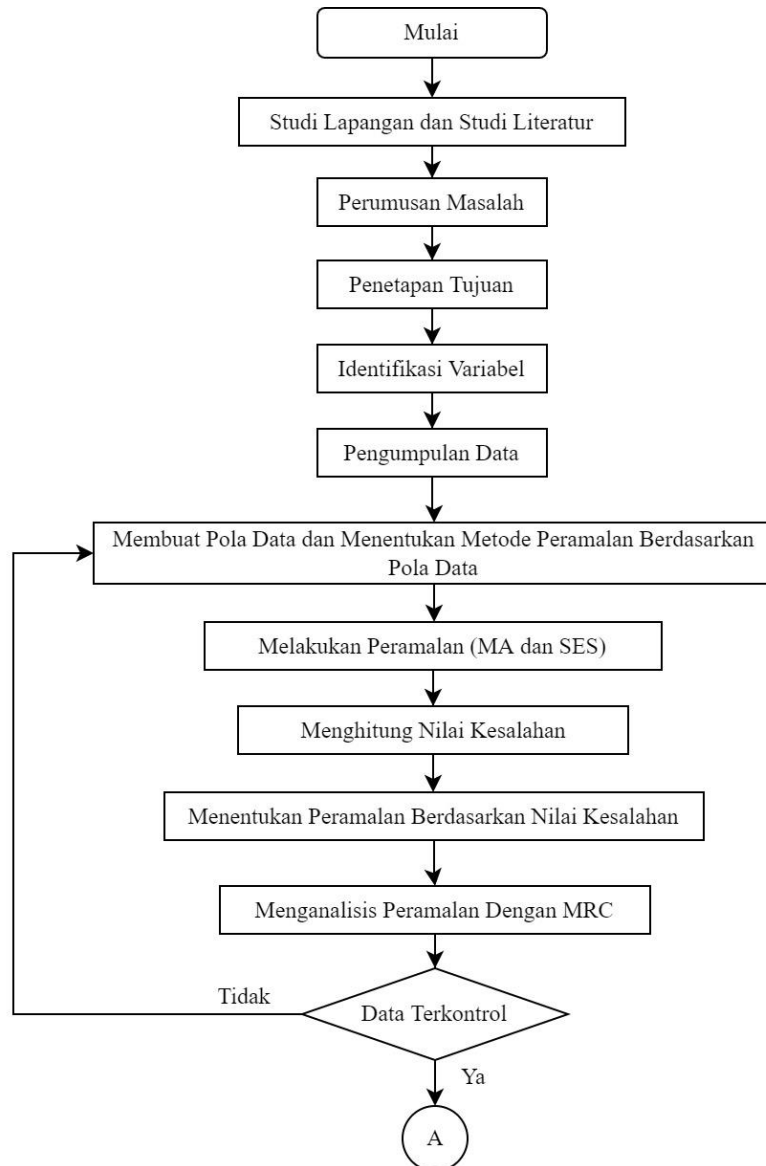 Mulai
Studi Lapangan dan Studi Literatur
Perumusan Masalah
Penetapan Tujuan
Identifikasi Variabel
Pengumpulan Data
Membuat Pola Data dan Menentukan Metode Peramalan Berdasarkan
Pola Data
Melakukan Peramalan (MA dan SES)
Menghitung Nilai Kesalahan
Menentukan Peramalan Berdasarkan Nilai Kesalahan
Menganalisis Peramalan Dengan MRC
Tidak
Data Terkontrol
Ya
A